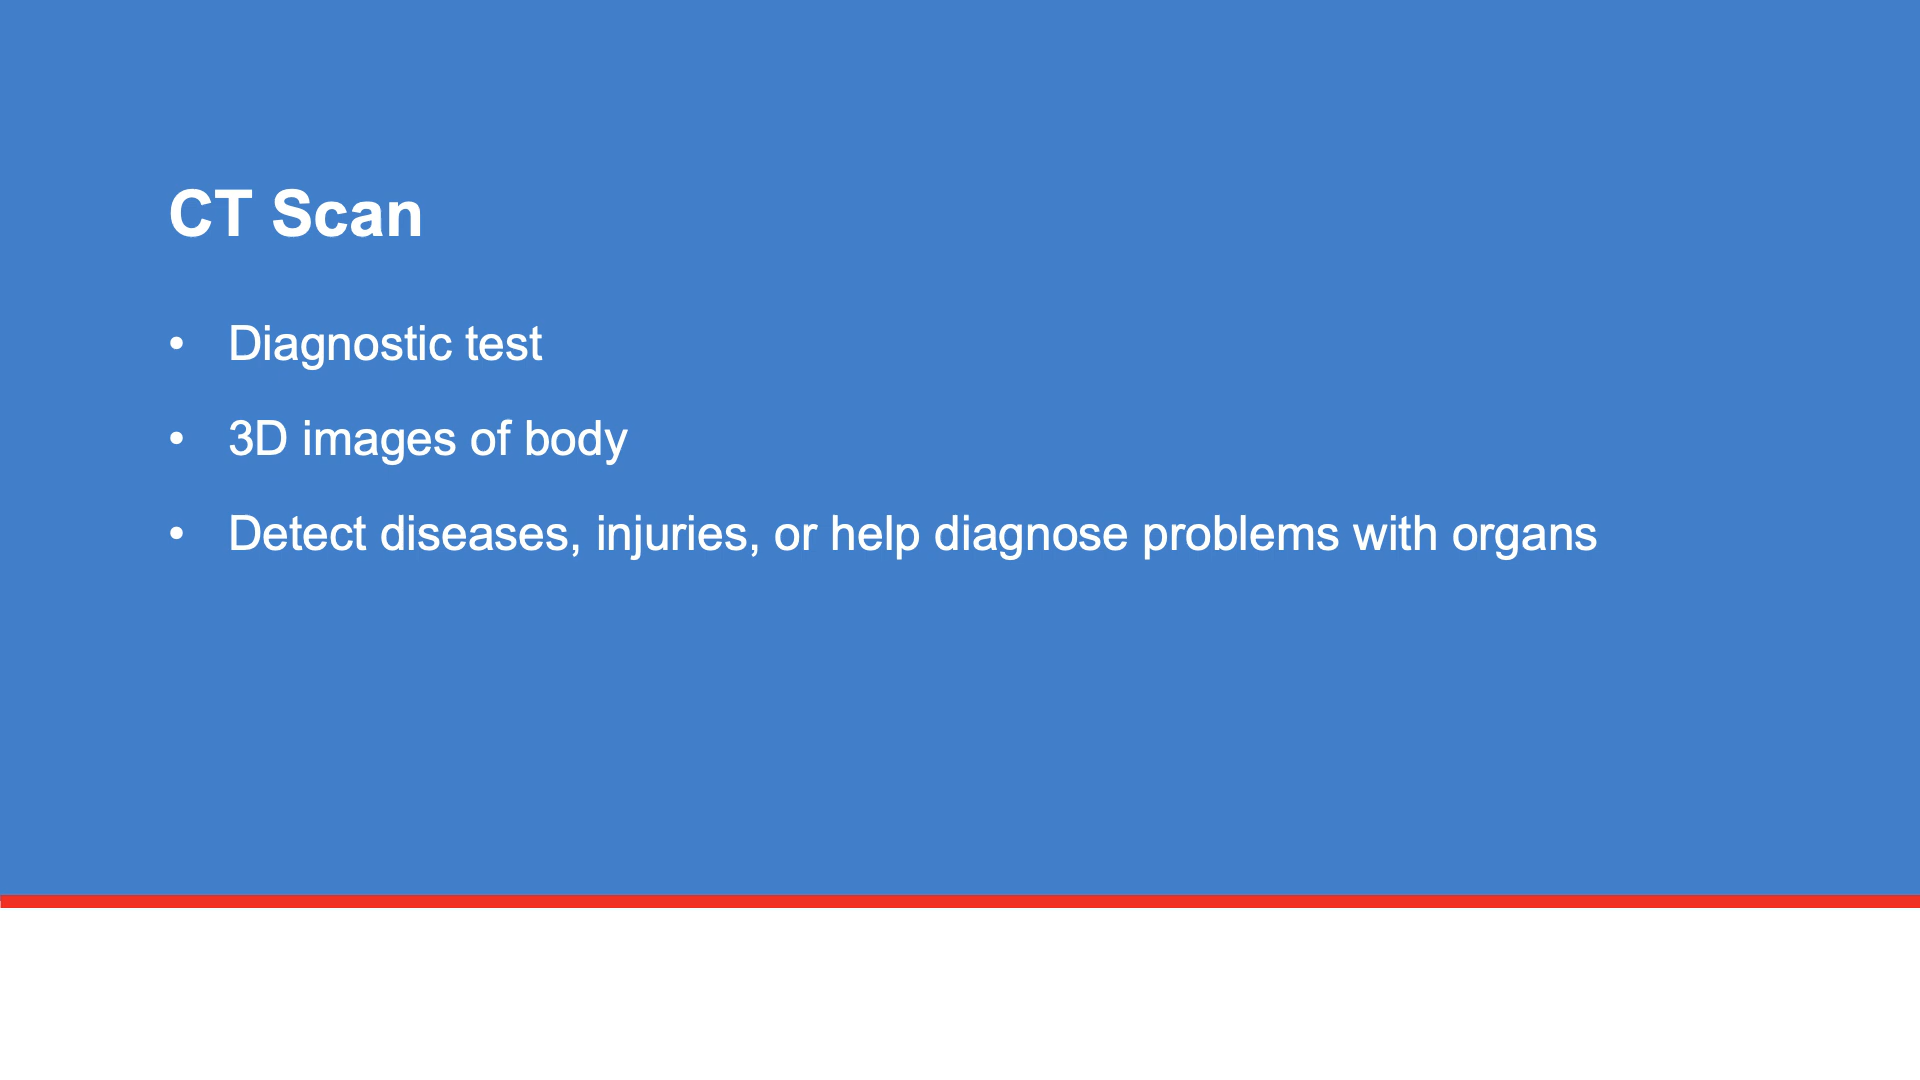 CT Scan
• Diagnostic test
• 3D images of body
• Detect diseases, injuries, or help diagnose problems with organs